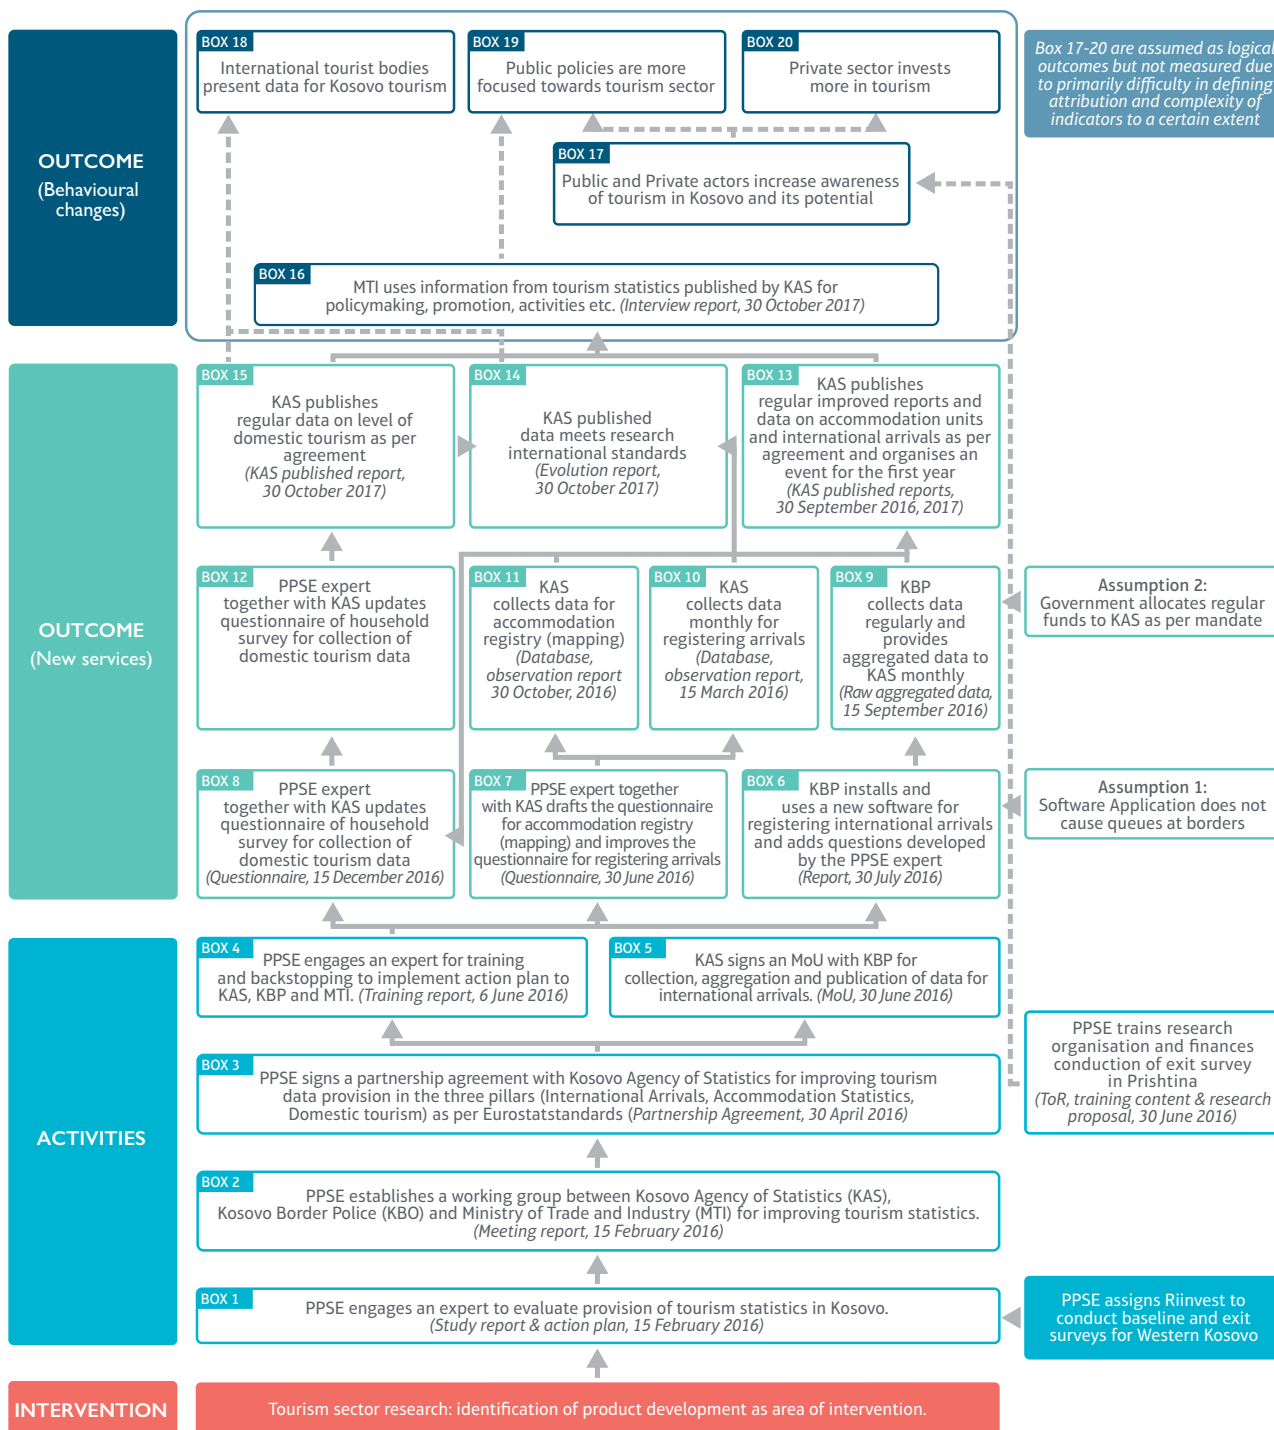 BOX 18
International tourist bodies
present data for Kosovo tourism
BOX 19
Public policies are more
focused towards tourism sector
BOX 20
Private sector invests
more in tourism
Box 17-20 are assumed as logical
outcomes but not measured due
to primarily difficulty in defining
attribution and complexity of
indicators to a certain extent
OUTCOME
(Behavioural
changes)
BOX 17
Public and Private actors increase awareness
of tourism in Kosovo and its potential
BOX 16
MTI uses information from tourism statistics published by KAS for
policymaking, promotion, activities etc. (Interview report, 30 October 2017)
OUTCOME
(New services)
BOX 15
KAS publishes
regular data on level of
domestic tourism as per
agreement
(KAS published report,
30 October 2017)
BOX 14
KAS published
data meets research
international standards
(Evolution report,
30 October 2017)
BOX 13
KAS publishes
regular improved reports and
data on accommodation units
and international arrivals as per
agreement and organises an
event for the first year
(KAS published reports,
30 September 2016, 2017)
BOX 12
PPSE expert
together with KAS updates
questionnaire of household
survey for collection of
domestic tourism data
BOX 11
KAS
collects data for
accommodation
registry (mapping)
(Database,
observation report
30 October, 2016)
BOX 10
KAS
collects data
monthly for
registering arrivals
(Database,
observation report,
15 March 2016)
BOX 9
KBP
collects data
regularly and
provides
aggregated data to
KAS monthly
(Raw aggregated data,
15 September 2016)
Assumption 2:
Government allocates regular
funds to KAS as per mandate
BOX 8
PPSE expert
together with KAS updates
questionnaire of household
survey for collection of
domestic tourism data
(Questionnaire, 15 December 2016)
BOX 7
PPSE expert together
with KAS drafts the questionnaire
for accommodation registry
(mapping) and improves the
questionnaire for registering arrivals
(Questionnaire, 30 June 2016)
BOX 6
KBP installs and
uses a new software for
registering international arrivals
and adds questions developed
by the PPSE expert
(Report, 30 July 2016)
Assumption 1:
Software Application does not
cause queues at borders
ACTIVITIES
BOX 4
PPSE engages an expert for training
and backstopping to implement action plan to
KAS, KBP and MTI. (Training report, 6 June 2016)
BOX 5
KAS signs an MoU with KBP for
collection, aggregation and publication of data for
international arrivals. (MoU, 30 June 2016)
BOX 3
PPSE signs a partnership agreement with Kosovo Agency of Statistics for improving tourism
data provision in the three pillars (International Arrivals, Accommodation Statistics,
Domestic tourism) as per Eurostatstandards (Partnership Agreement, 30 April 2016)
PPSE trains research
organisation and finances
conduction of exit survey
in Prishtina
(ToR, training content & research
proposal, 30 June 2016)
BOX 2
PPSE establishes a working group between Kosovo Agency of Statistics (KAS),
Kosovo Border Police (KBO) and Ministry of Trade and Industry (MTI) for improving tourism statistics.
(Meeting report, 15 February 2016)
BOX 1
PPSE engages an expert to evaluate provision of tourism statistics in Kosovo.
(Study report & action plan, 15 February 2016)
PPSE assigns Riinvest to
conduct baseline and exit
surveys for Western Kosovo
INTERVENTION
Tourism sector research: identification of product development as area of intervention.